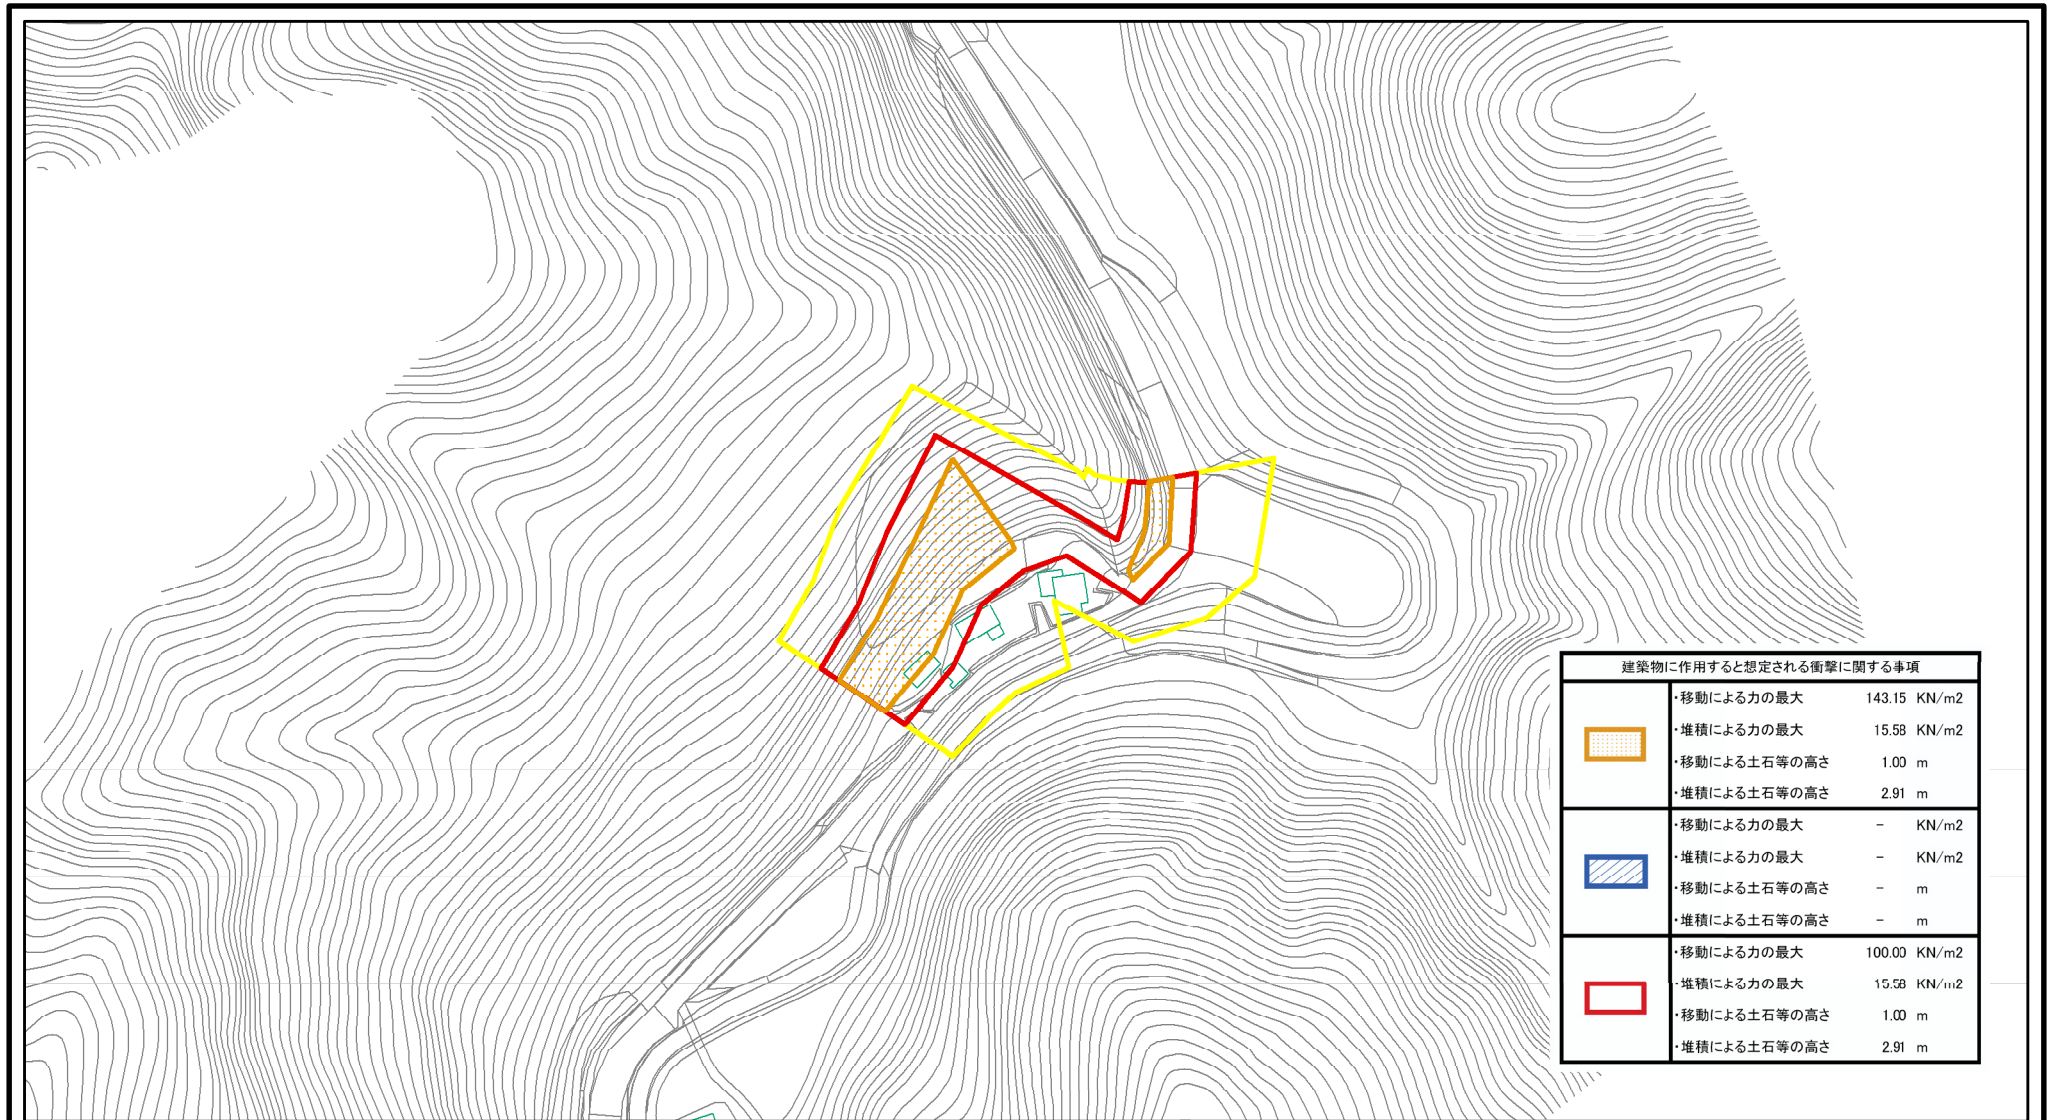 建築物に作用すると想定される衝撃に関する事項
・移動による力の最大 143.15 KN/m2
・堆積による力の最大 15.58 KN/m2
・移動による土石等の高さ 1.00 m
・堆積による土石等の高さ 2.91 m
・移動による力の最大 - KN/m2
・堆積による力の最大 - KN/m2
・移動による土石等の高さ - m
・堆積による土石等の高さ - m
・移動による力の最大 100.00 KN/m2
・堆積による力の最大 15.58 KN/m2
・移動による土石等の高さ 1.00 m
・堆積による土石等の高さ 2.91 m